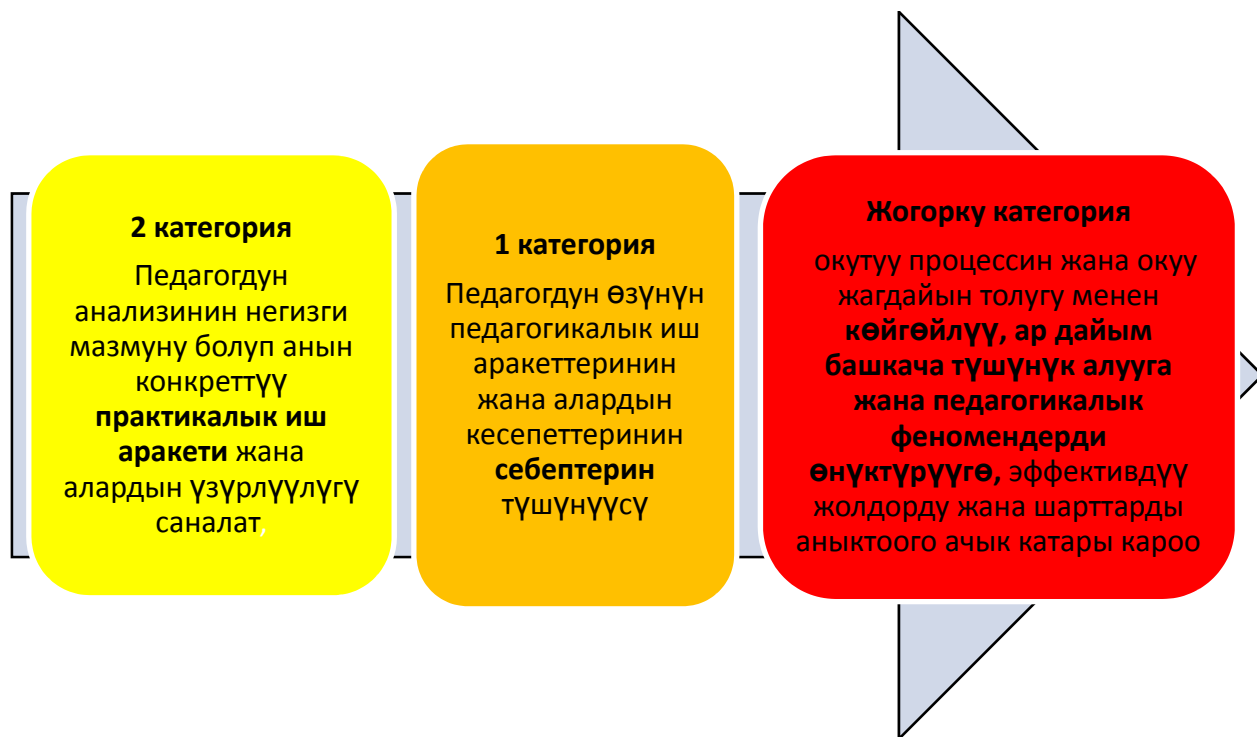 2 категория
Педагогдун
анализинин негизги
мазмуну болуп анын
конкреттүү
практикалык иш
аракети жана
алардын үзүрлүүлүгү
саналат,
1 категория
Педагогдун өзүнүн
педагогикалык иш
аракеттеринин
жана алардын
кесепеттеринин
себептерин
түшүнүүсү
Жогорку категория
окутуу процессин жана окуу
жагдайын толугу менен
көйгөйлүү, ар дайым
башкача түшүнүк алууга
жана педагогикалык
феномендерди
өнүктүрүүгө, эффективдүү
жолдорду жана шарттарды
аныктоого ачык катары кароо